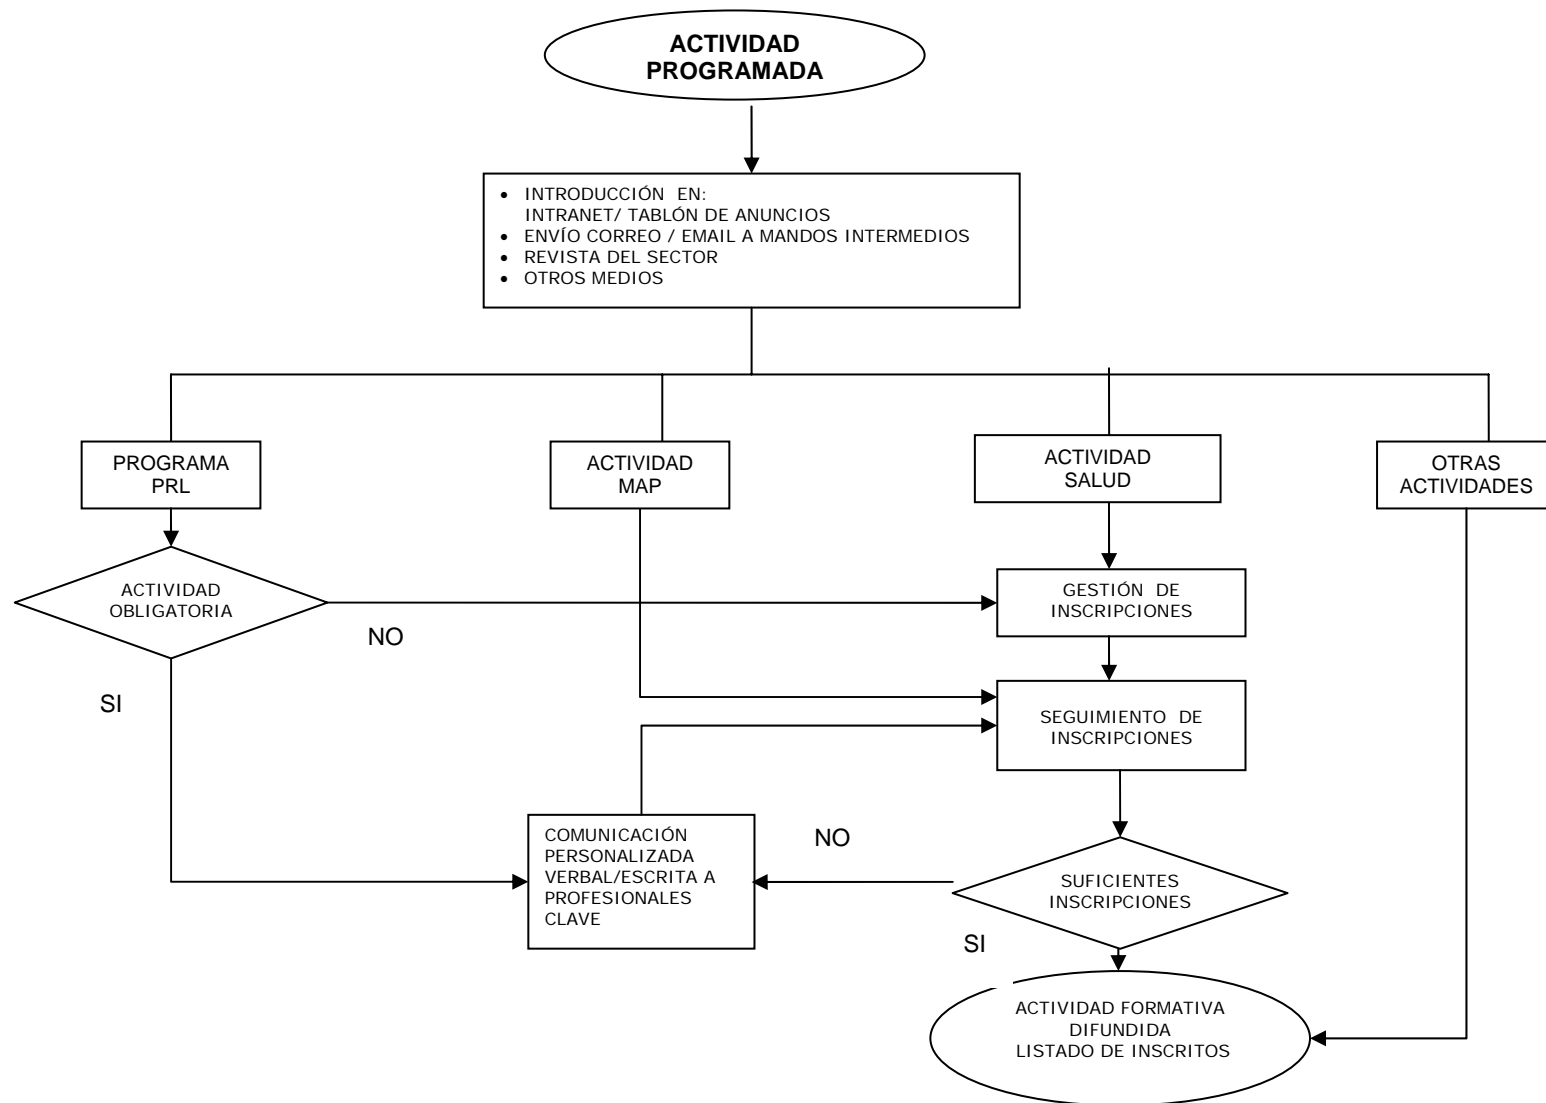 ACTIVIDAD
PROGRAMADA
• INTRODUCCIÓN EN:
INTRANET/ TABLÓN DE ANUNCIOS
• ENVÍO CORREO / EMAIL A MANDOS INTERMEDIOS
• REVISTA DEL SECTOR
• OTROS MEDIOS
PROGRAMA
PRL
ACTIVIDAD
MAP
ACTIVIDAD
SALUD
OTRAS
ACTIVIDADES
ACTIVIDAD
OBLIGATORIA
GESTIÓN DE
INSCRIPCIONES
NO
SI
SEGUIMIENTO DE
INSCRIPCIONES
COMUNICACIÓN
PERSONALIZADA
VERBAL/ESCRITA A
PROFESIONALES
CLAVE
NO
SUFICIENTES
INSCRIPCIONES
SI
ACTIVIDAD FORMATIVA
DIFUNDIDA
LISTADO DE INSCRITOS